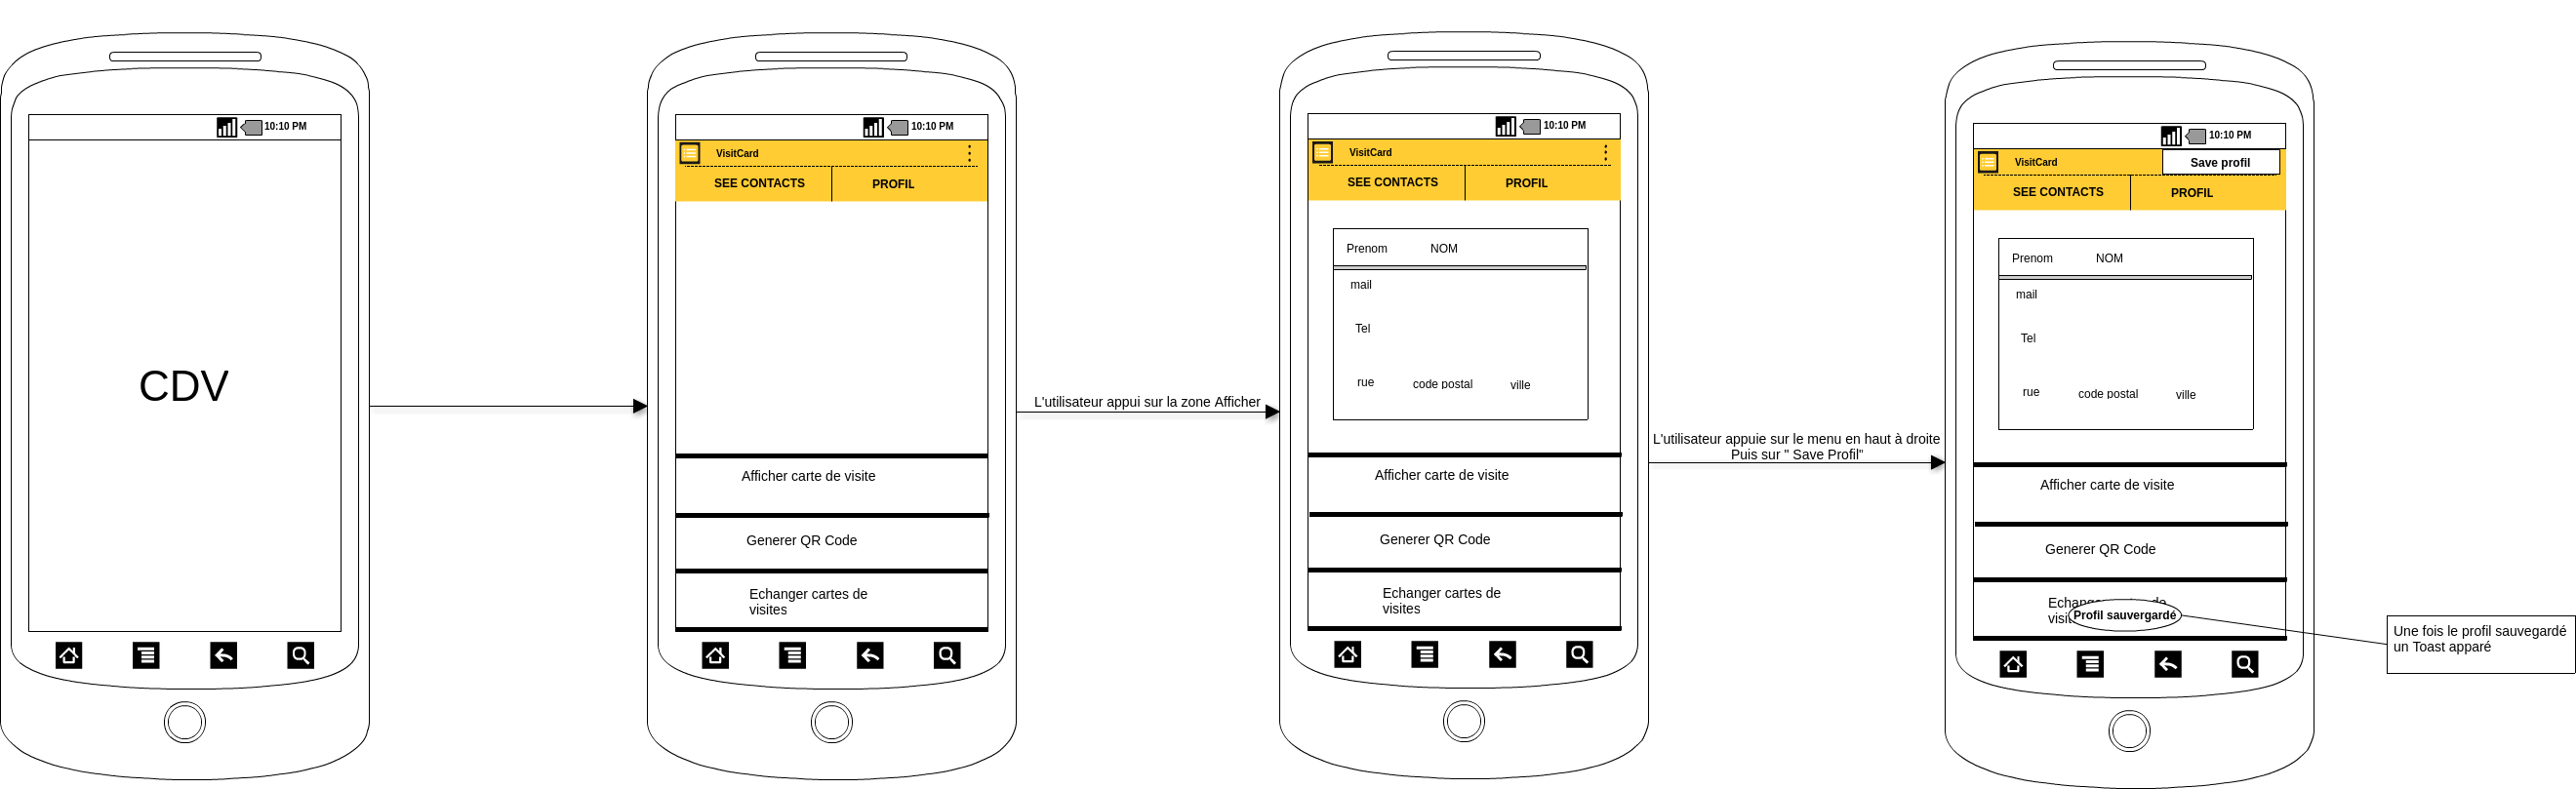 10:10 PM
CDV
10:10 PM
VisitCard
SEE CONTACTS
PROFIL
Afficher carte de visite
Generer QR Code
Echanger cartes de
visites
L'utilisateur appui sur la zone Afficher
10:10 PM
VisitCard
SEE CONTACTS
PROFIL
Prenom
NOM
mail
Tel
rue
code postal
ville
Afficher carte de visite
Generer QR Code
Echanger cartes de
visites
L'utilisateur appuie sur le menu en haut à droite
Puis sur " Save Profil"
10:10 PM
VisitCard
Save profil
SEE CONTACTS
PROFIL
Prenom
NOM
mail
Tel
rue
code postal
ville
Afficher carte de visite
Generer QR Code
Profil sauvergardé
Une fois le profil sauvegardé
un Toast apparé